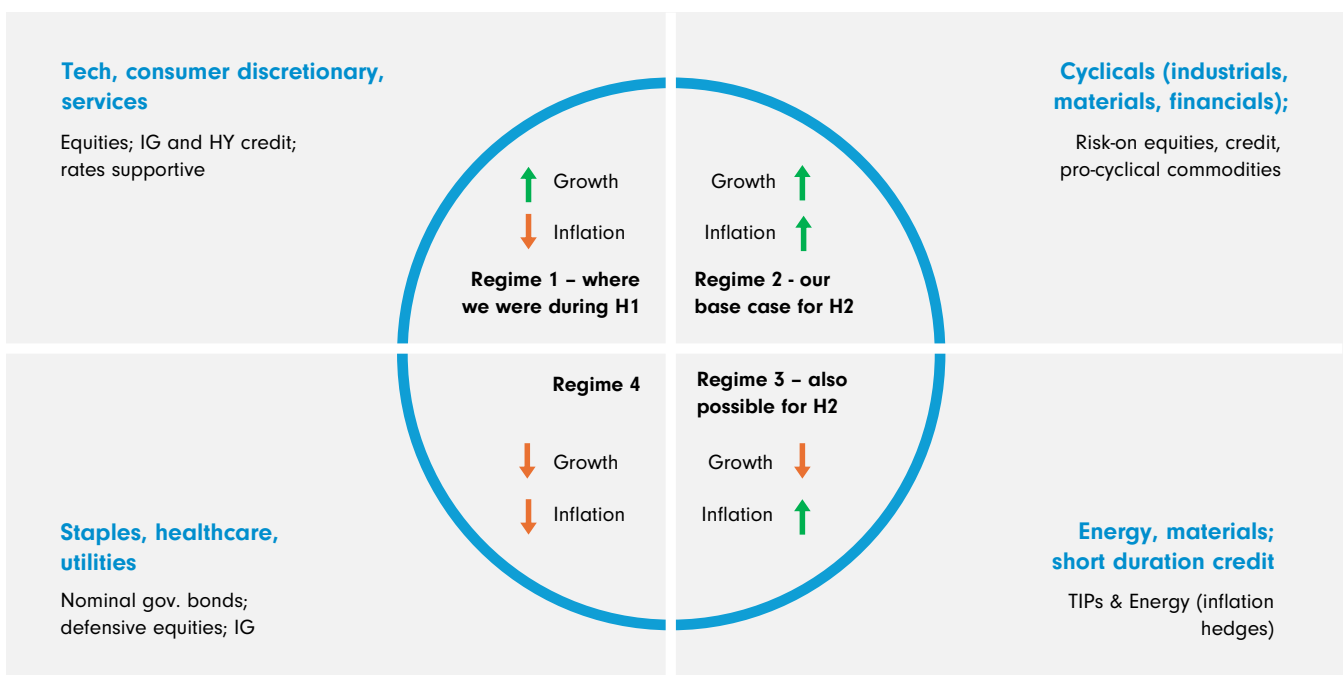 Tech, consumer discretionary,
services
Equities; IG and HY credit;
rates supportive
Growth
Inflation
Regime 1 – where
we were during H1
Cyclicals (industrials,
materials, financials);
Risk-on equities, credit,
pro-cyclical commodities
Growth
Inflation
Regime 2 - our
base case for H2
Regime 4
Growth
Inflation
Staples, healthcare,
utilities
Nominal gov. bonds;
defensive equities; IG
Regime 3 – also
possible for H2
Growth
Inflation
Energy, materials;
short duration credit
TIPs & Energy (inflation
hedges)